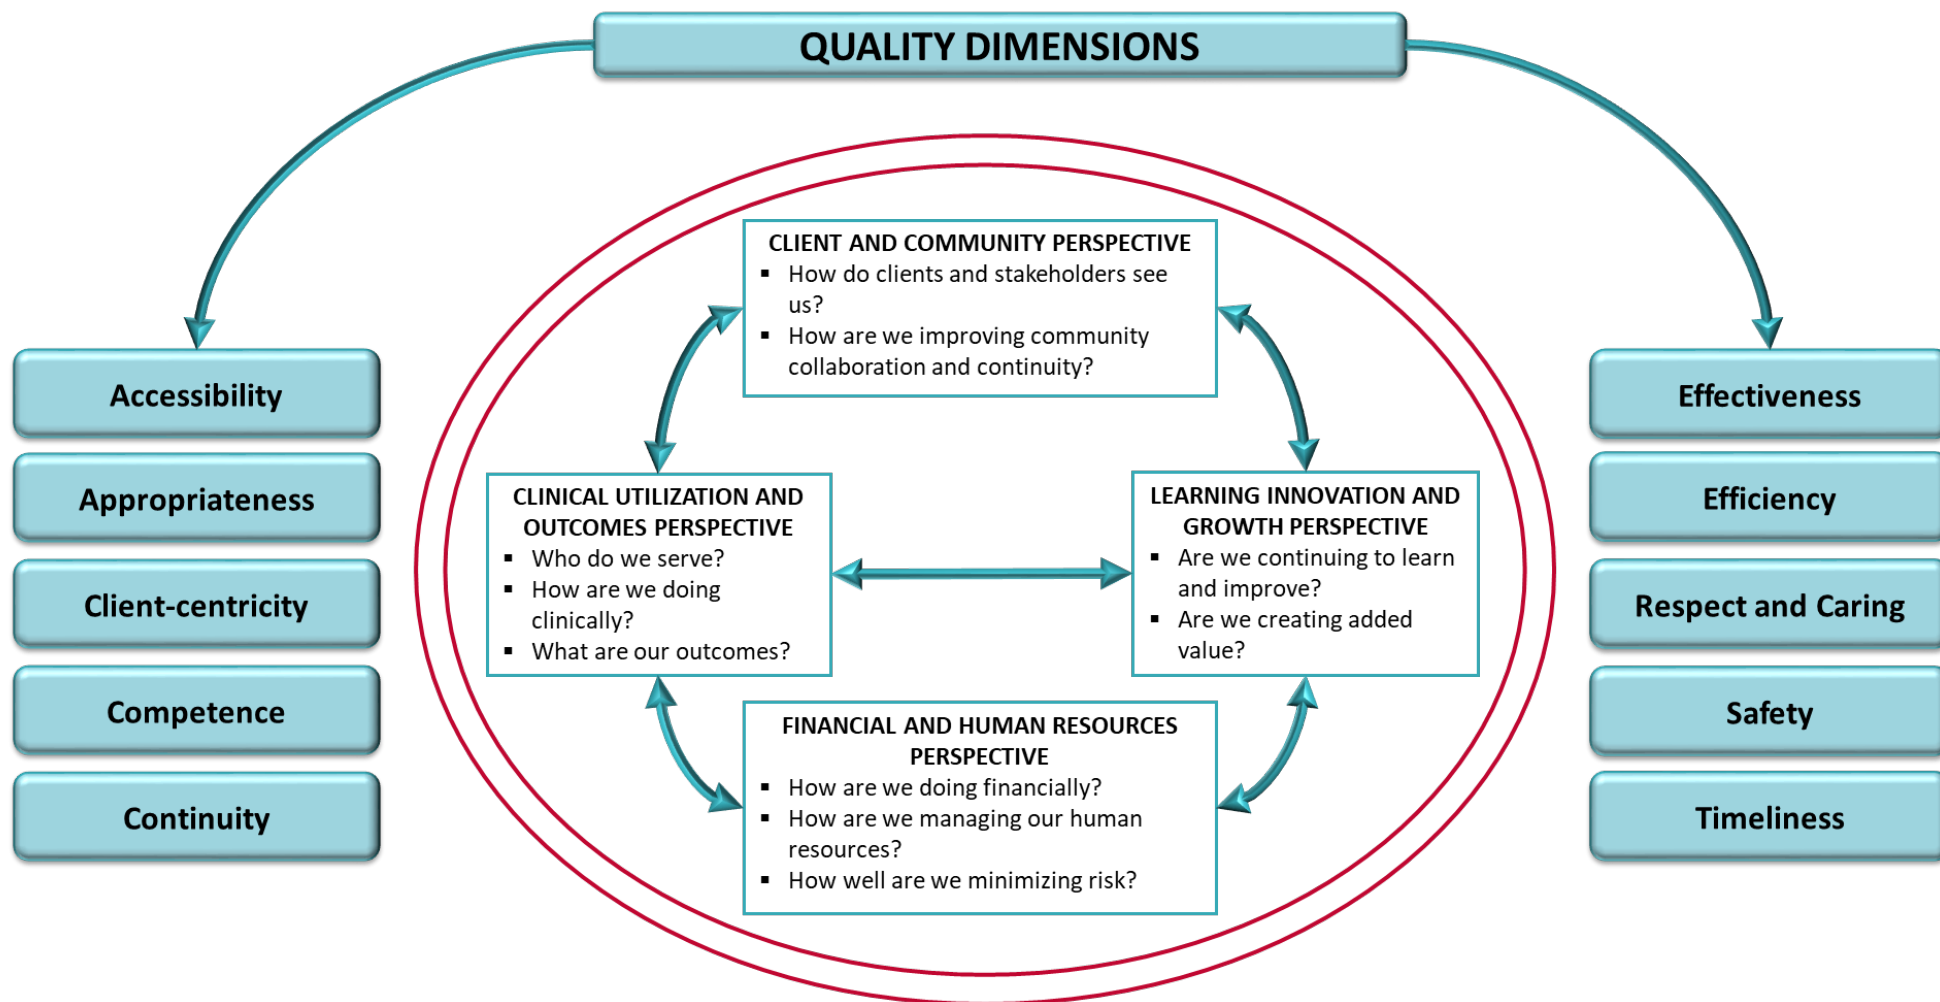 QUALITY DIMENSIONS
CLIENT AND COMMUNITY PERSPECTIVE
▪ How do clients and stakeholders see
us?
▪ How are we improving community
collaboration and continuity?
Accessibility
Appropriateness
Client-centricity
Competence
Continuity
CLINICAL UTILIZATION AND
OUTCOMES PERSPECTIVE
▪ Who do we serve?
▪ How are we doing
clinically?
▪ What are our outcomes?
LEARNING INNOVATION AND
GROWTH PERSPECTIVE
▪ Are we continuing to learn
and improve?
▪ Are we creating added
value?
FINANCIAL AND HUMAN RESOURCES
PERSPECTIVE
▪ How are we doing financially?
▪ How are we managing our human
resources?
▪ How well are we minimizing risk?
Effectiveness
Efficiency
Respect and Caring
Safety
Timeliness